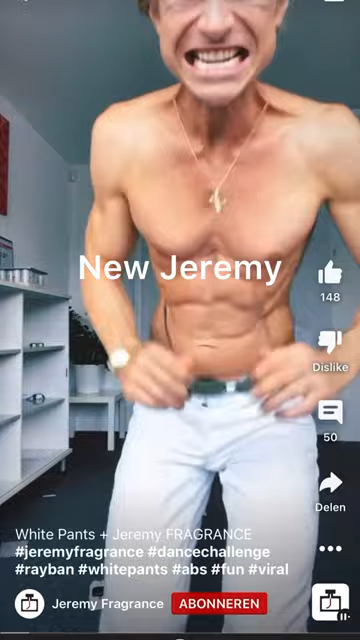 New Jeremy
148
Dislike
50
Delen
White Pants + Jeremy FRAGRANCE
#jeremyfragrance #dancechallenge
#rayban #whitepants #abs #fun #viral
Jeremy Fragrance ABONNEREN